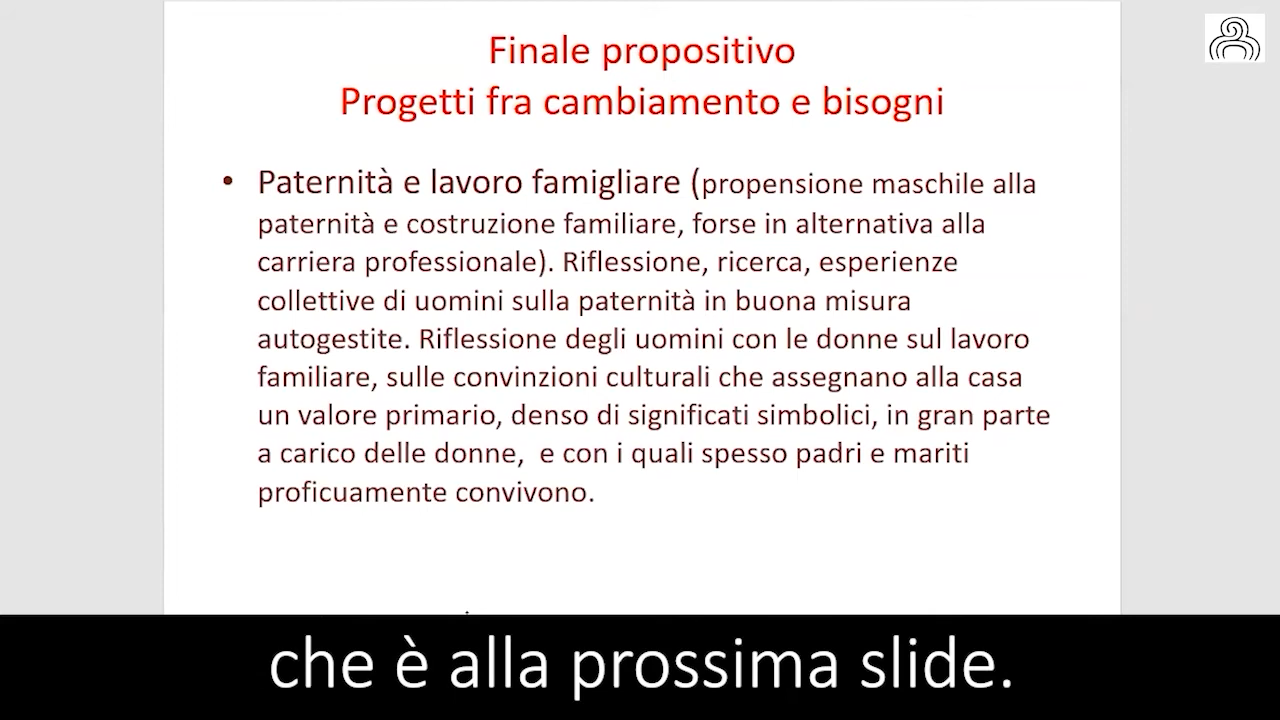 Finale propositivo
Progetti fra cambiamento e bisogni
• Paternità e lavoro famigliare (propensione maschile alla
paternità e costruzione familiare, forse in alternativa alla
carriera professionale). Riflessione, ricerca, esperienze
collettive di uomini sulla paternità in buona misura
autogestite. Riflessione degli uomini con le donne sul lavoro
familiare, sulle convinzioni culturali che assegnano alla casa
un valore primario, denso di significati simbolici, in gran parte
a carico delle donne,  e con i quali spesso padri e mariti
proficuamente convivono.
che è alla prossima slide.